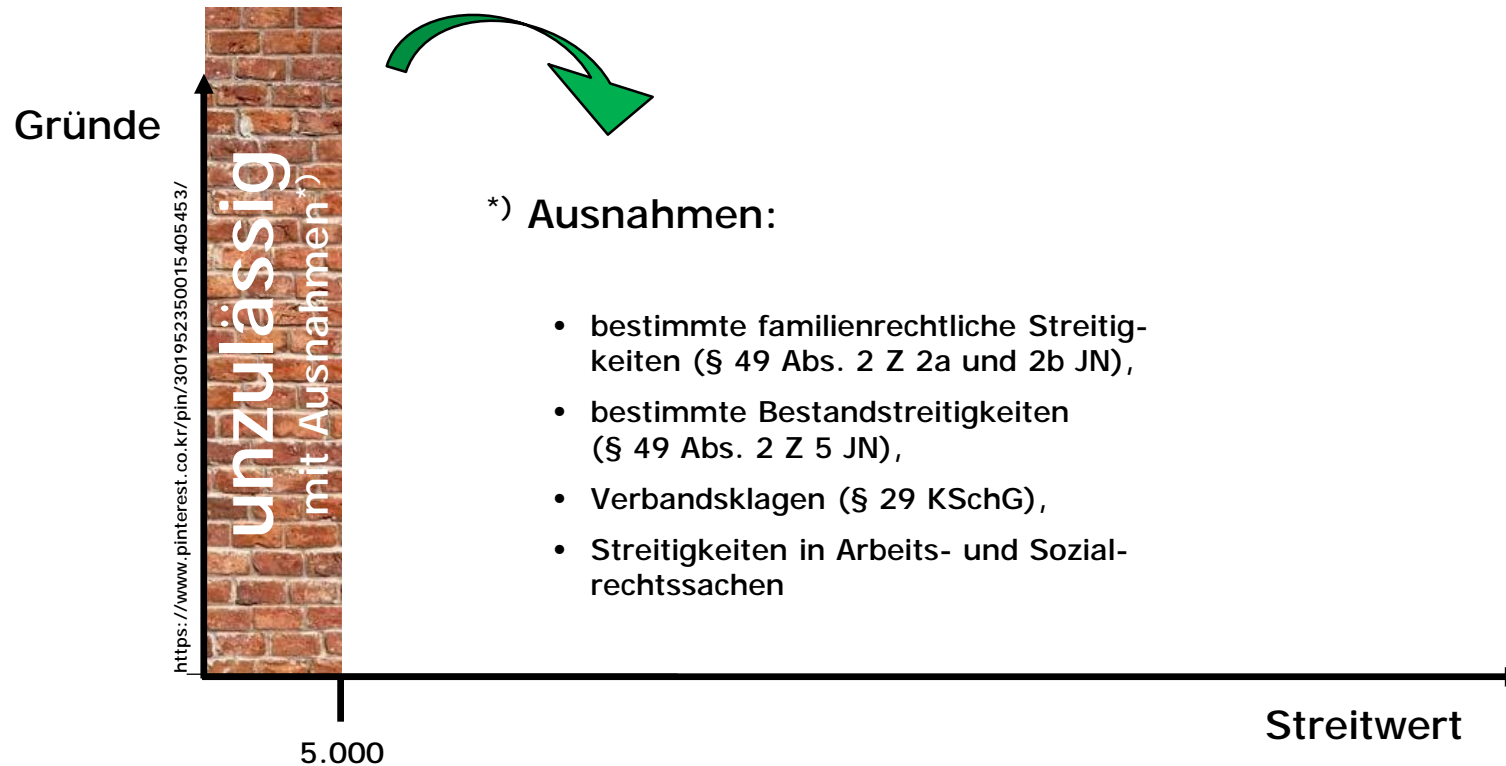 Gründe
https://www.pinterest.co.kr/pin/301952350015405453/
unzulässig
mit Ausnahmen *)
*) Ausnahmen:
• bestimmte familienrechtliche Streitig-
keiten (§ 49 Abs. 2 Z 2a und 2b JN),
• bestimmte Bestandstreitigkeiten
(§ 49 Abs. 2 Z 5 JN),
• Verbandsklagen (§ 29 KSchG),
• Streitigkeiten in Arbeits- und Sozial-
rechtssachen
Streitwert
5.000